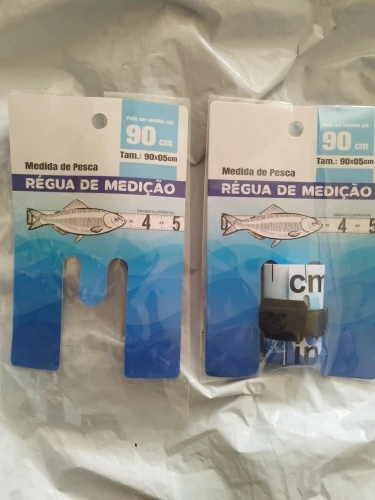 Pode ser medido até
90 cm
Tam.: 90x05cm
Medida de Pesca
RÉGUA DE MEDIÇÃO
4 5
Pode ser medido até
90 cm
Tam.: 90x05cm
Medida de Pesca
RÉGUA DE MEDIÇÃO
4 5
cm
in